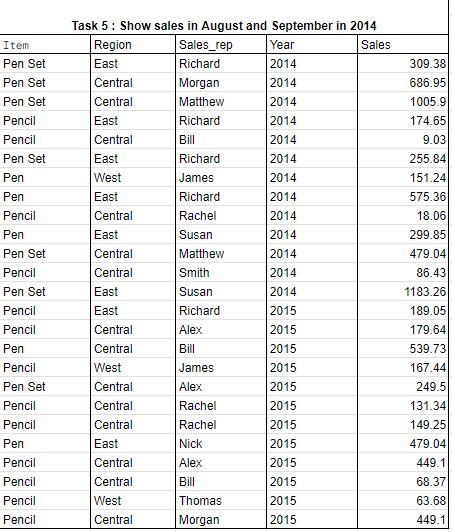 Task 5 : Show sales in August and September in 2014
Item Region Sales_rep Year Sales
Pen Set East Richard 2014 309.38
Pen Set Central Morgan 2014 686.95
Pen Set Central Matthew 2014 1005.9
Pencil East Richard 2014 174.65
Pencil Central Bill 2014 9.03
Pen Set East Richard 2014 255.84
Pen West James 2014 151.24
Pen East Richard 2014 575.36
Pencil Central Rachel 2014 18.06
Pen East Susan 2014 299.85
Pen Set Central Matthew 2014 479.04
Pencil Central Smith 2014 86.43
Pen Set East Susan 2014 1183.26
Pencil East Richard 2015 189.05
Pencil Central Alex 2015 179.64
Pen Central Bill 2015 539.73
Pencil West James 2015 167.44
Pen Set Central Alex 2015 249.5
Pencil Central Rachel 2015 131.34
Pencil Central Rachel 2015 149.25
Pen East Nick 2015 479.04
Pencil Central Alex 2015 449.1
Pencil Central Bill 2015 68.37
Pencil West Thomas 2015 63.68
Pencil Central Morgan 2015 449.1